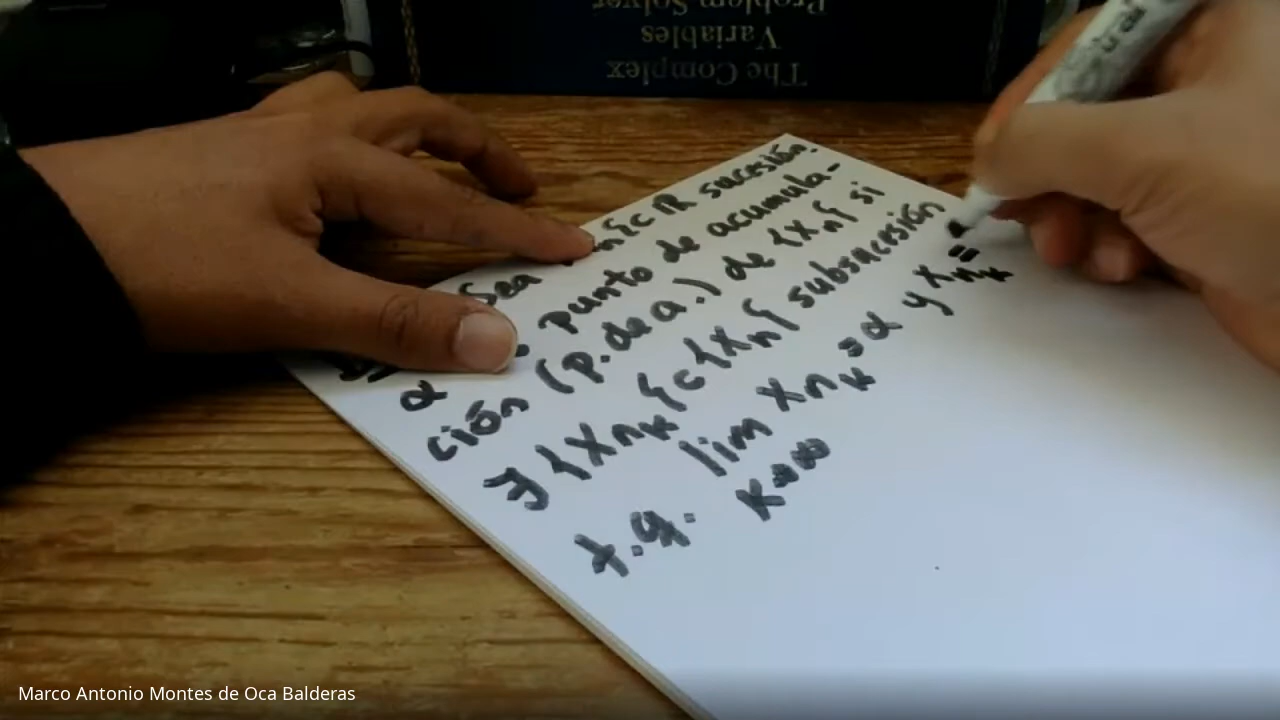 The Complex
Variables
Problem Solver
Sea {Xn}⊂ℝ sucesión.
α punto de acumula-
ción (p. de a.) de {Xn} si
∃ {Xnₖ}⊂{Xn} subsucesión
t.q. lim Xnₖ=α y Xnₖ=
K→∞
Marco Antonio Montes de Oca Balderas